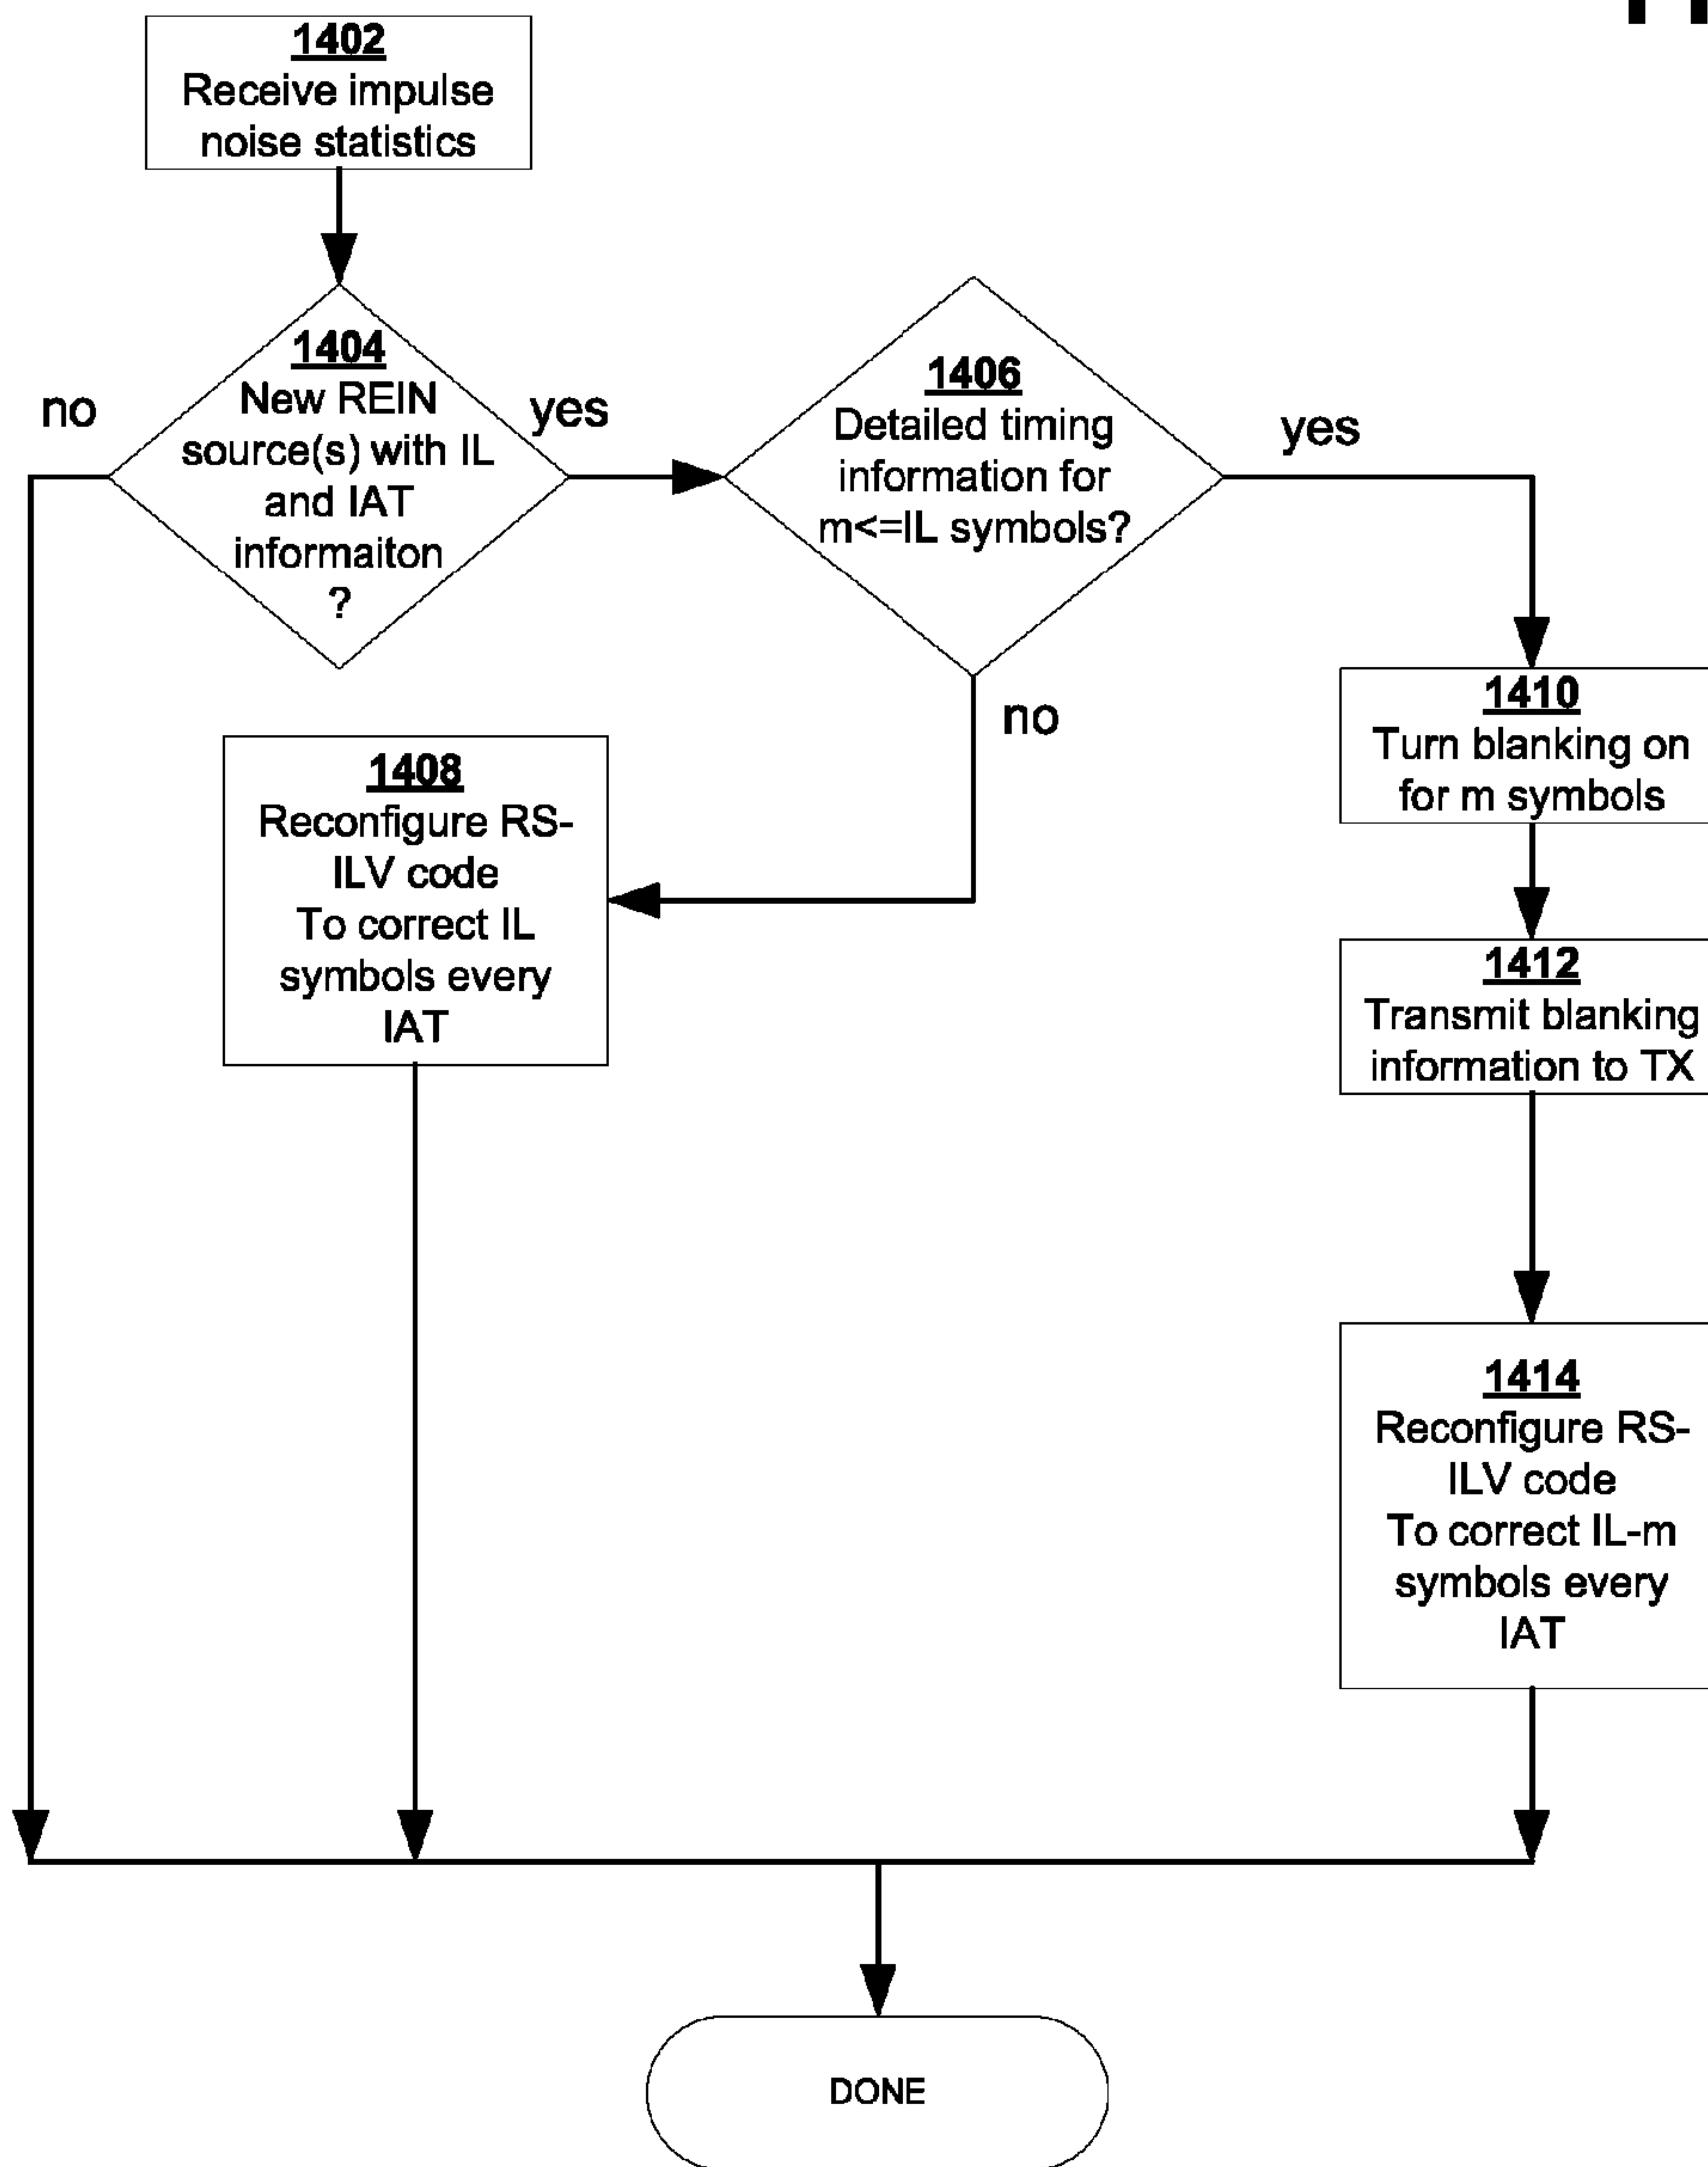 1402
Receive impulse
noise statistics
1404
New REIN
source(s) with IL
and IAT
informaiton
?
no
yes
1406
Detailed timing
information for
m<=IL symbols?
yes
no
1408
Reconfigure RS-
ILV code
To correct IL
symbols every
IAT
1410
Turn blanking on
for m symbols
1412
Transmit blanking
information to TX
1414
Reconfigure RS-
ILV code
To correct IL-m
symbols every
IAT
DONE